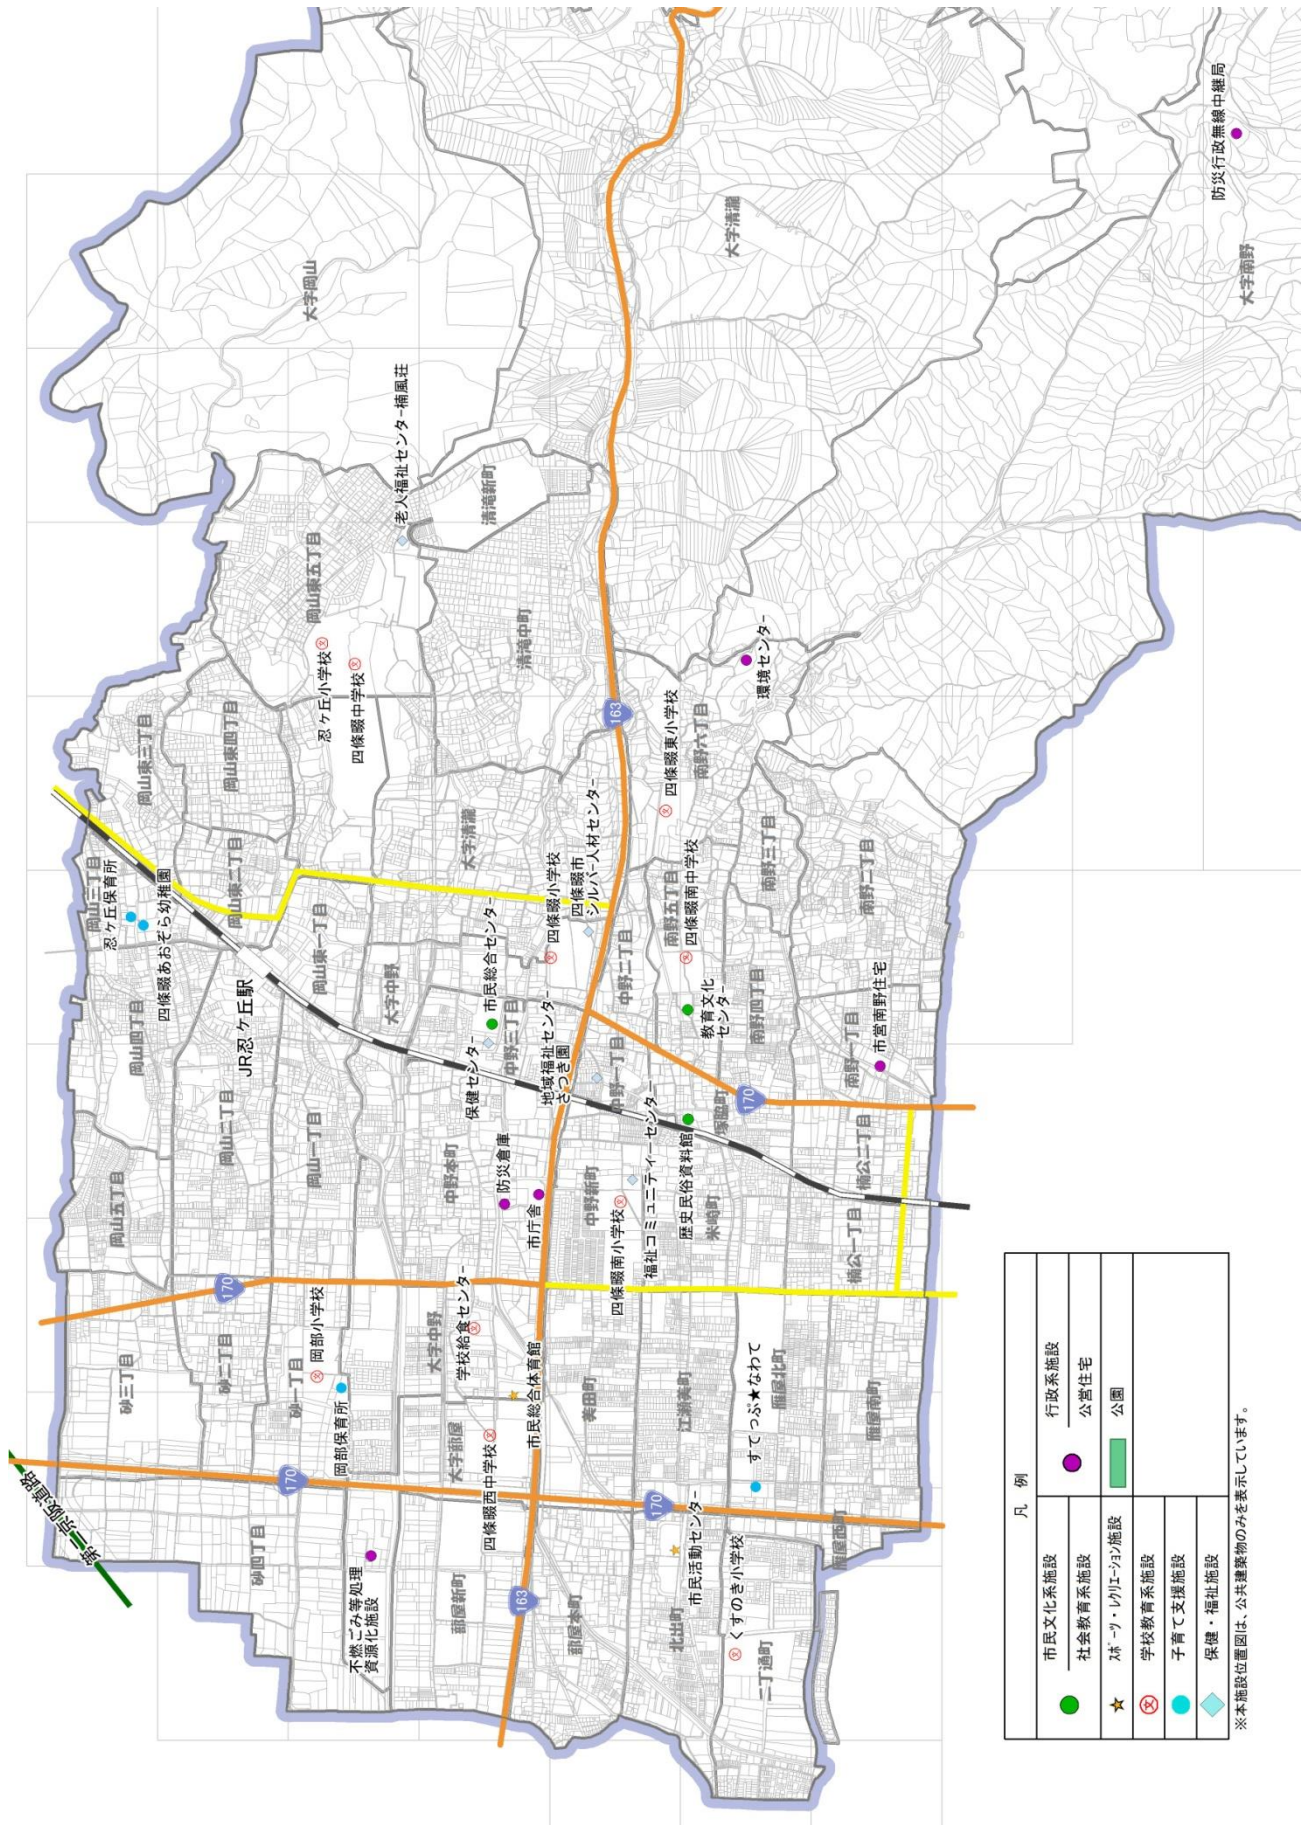 第二京阪道路
砂三丁目
岡山五丁目
岡山四丁目
岡山三丁目
忍ケ丘保育所
四條畷あおぞら幼稚園
岡山東三丁目
岡山東四丁目
岡山東二丁目
JR忍ケ丘駅
岡山二丁目
170
砂二丁目
砂四丁目
170
砂一丁目
岡部小学校
岡部保育所
岡山一丁目
岡山東一丁目
忍ケ丘小学校
四條畷中学校
岡山東五丁目
大字岡山
老人福祉センター楠風荘
清滝新町
清滝中町
大字清瀧
大字中野
市民総合センター
保健センター
中野三丁目
中野本町
防災倉庫
市庁舎
大字中野
学校給食センター
市民総合体育館
大字部屋
四條畷西中学校
不燃ごみ等処理
資源化施設
部屋新町
163
部屋本町
美田町
中野新町
四條畷南小学校
福祉コミュニティーセンター
地域福祉センター
さつき園
中野一丁目
四條畷小学校
四條畷市
シルバー人材センター
中野二丁目
163
四條畷東小学校
南野六丁目
環境センター
大字清瀧
防災行政無線中継局
大字南野
南野五丁目
四條畷南中学校
教育文化
センター
南野三丁目
南野二丁目
南野四丁目
市営南野住宅
南野一丁目
塚脇町
170
歴史民俗資料館
米崎町
楠公二丁目
楠公一丁目
江瀬美町
雁屋北町
すてっぷ★なわて
雁屋南町
170
市民活動センター
雁屋西町
くすのき小学校
北出町
二丁通町
凡 例
市民文化系施設
社会教育系施設
スポーツ・レクリエーション施設
学校教育系施設
子育て支援施設
保健・福祉施設
行政系施設
公営住宅
公園
※本施設位置図は、公共建築物のみを表示しています。